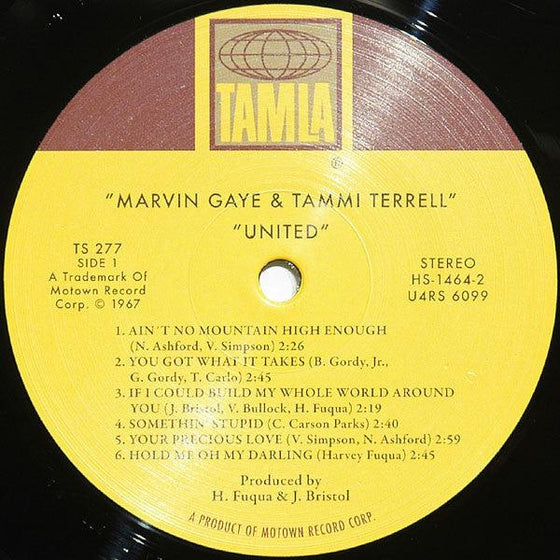 TAMLA
®
"MARVIN GAYE & TAMMI TERRELL"
"UNITED"
TS 277
SIDE 1
A Trademark Of
Motown Record
Corp. © 1967
STEREO
HS-1464-2
U4RS 6099
1. AIN´T NO MOUNTAIN HIGH ENOUGH
(N. Ashford, V. Simpson) 2:26
2. YOU GOT WHAT IT TAKES (B. Gordy, Jr.,
G. Gordy, T. Carlo) 2:45
3. IF I COULD BUILD MY WHOLE WORLD AROUND
YOU (J. Bristol, V. Bullock, H. Fuqua) 2:19
4. SOMETHIN´ STUPID (C. Carson Parks) 2:40
5. YOUR PRECIOUS LOVE (V. Simpson, N. Ashford) 2:59
6. HOLD ME OH MY DARLING (Harvey Fuqua) 2:45
Produced by
H. Fuqua & J. Bristol
A PRODUCT OF MOTOWN RECORD CORP.